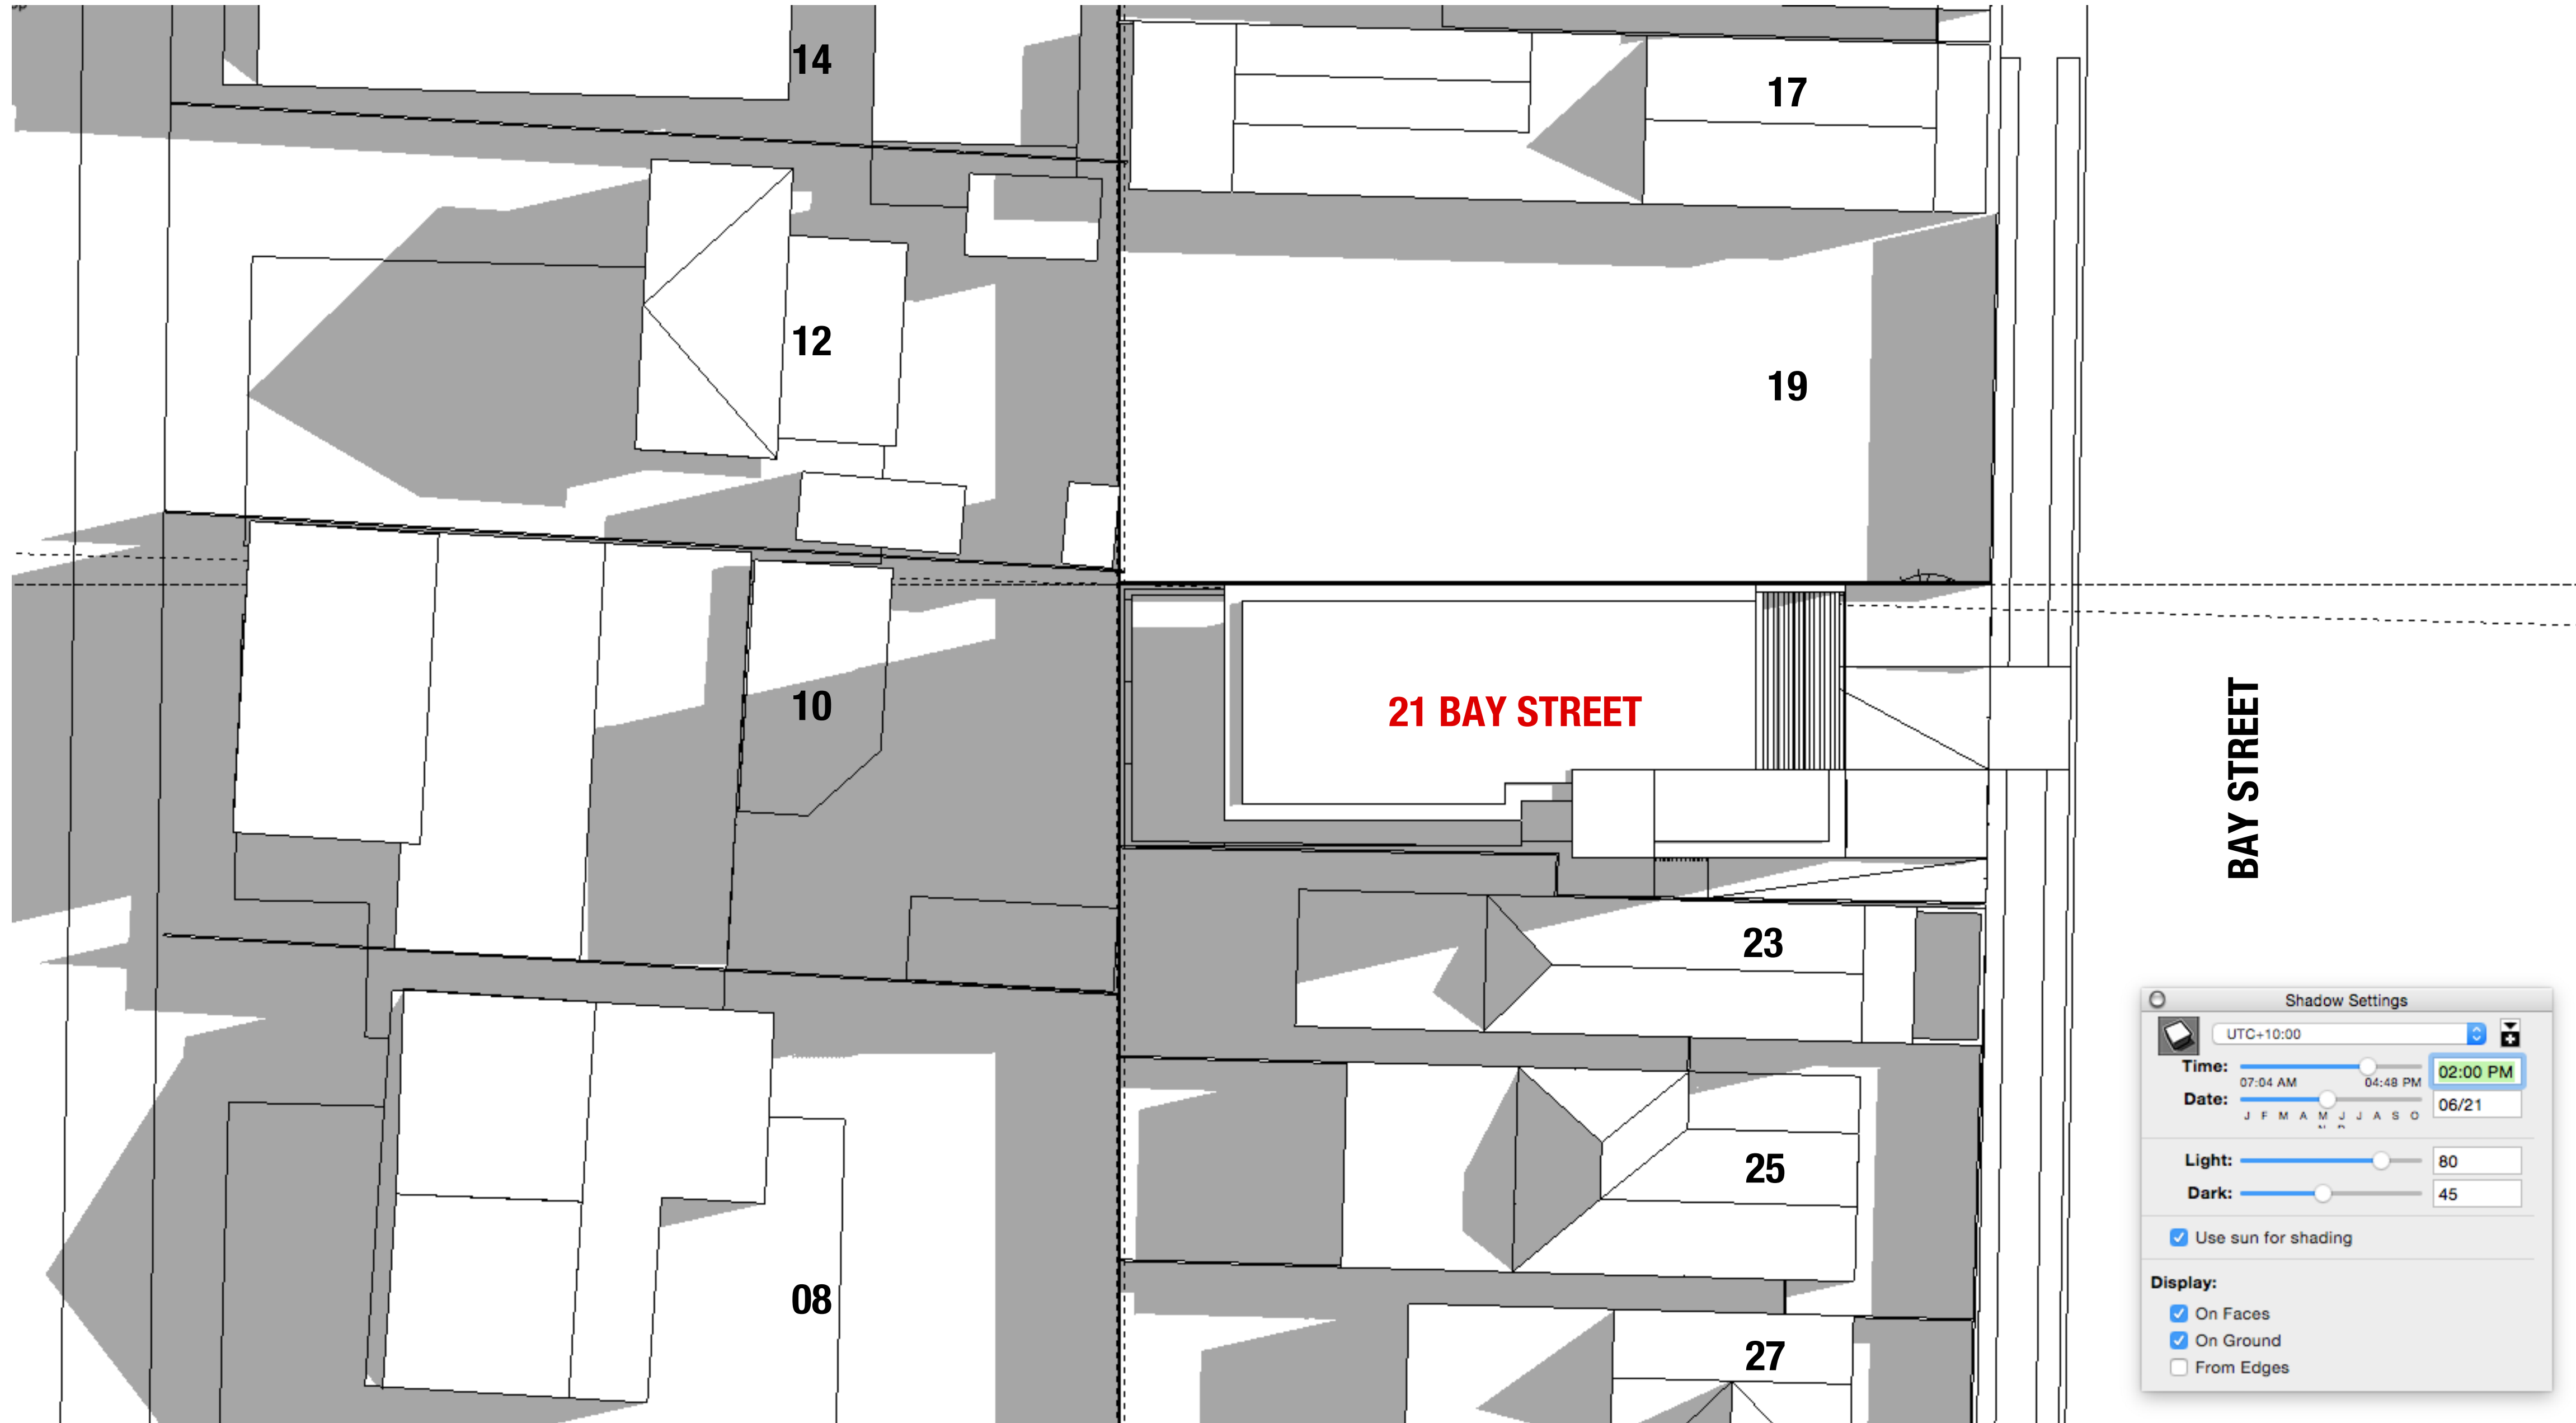 14
17
12
19
10
21 BAY STREET
BAY STREET
23
25
08
27
Shadow Settings
UTC+10:00
Time:
07:04 AM
04:48 PM
02:00 PM
Date:
J F M A M J J A S O
06/21
Light:
80
Dark:
45
Use sun for shading
Display:
On Faces
On Ground
From Edges